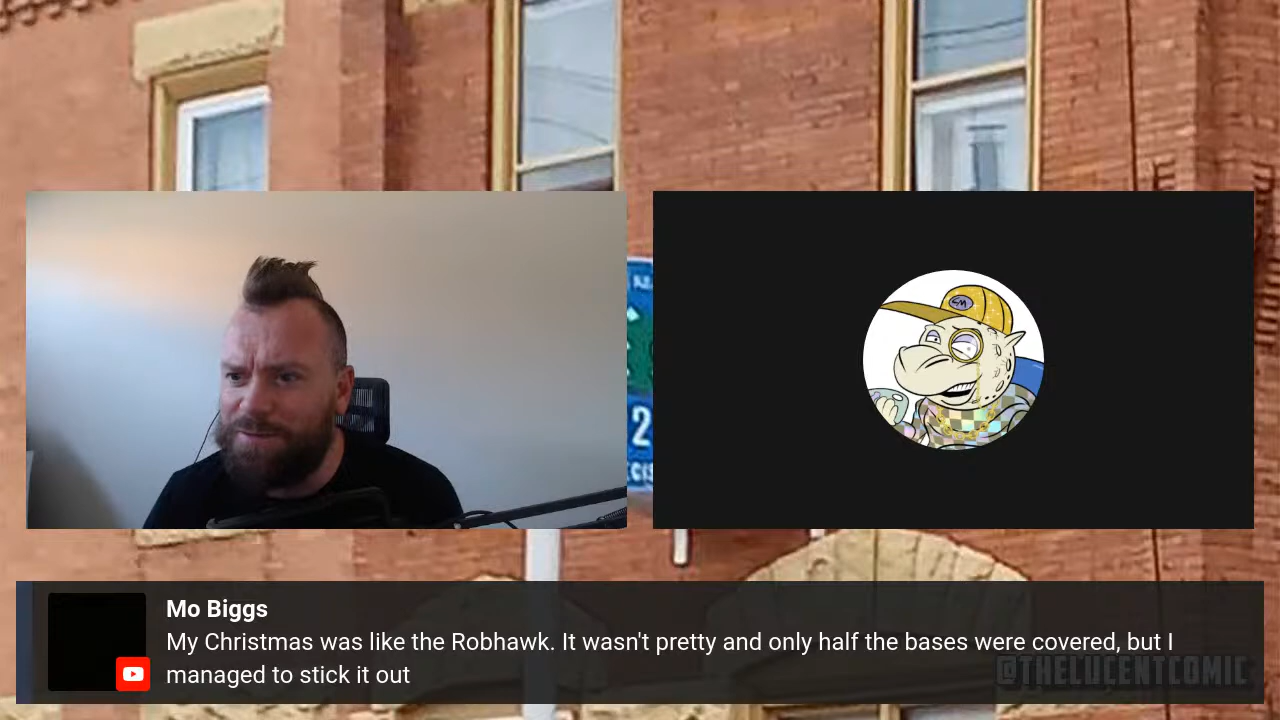 2
Mo Biggs
My Christmas was like the Robhawk. It wasn't pretty and only half the bases were covered, but I
managed to stick it out
@THELUCENTCOMIC